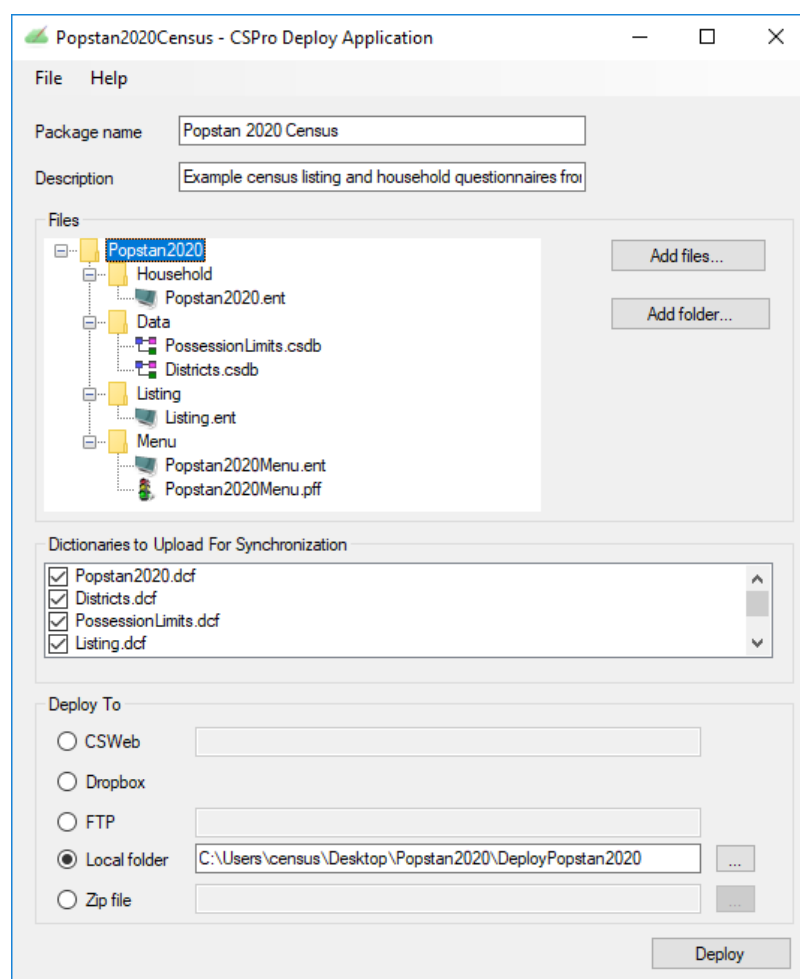 Popstan2020Census - CSPro Deploy Application
File Help
Package name Popstan 2020 Census
Description Example census listing and household questionnaires
Files
Popstan2020
Household
Popstan2020.ent
Data
PossessionLimits.csdb
Districts.csdb
Listing
Listing.ent
Menu
Popstan2020Menu.ent
Popstan2020Menu.pff
Add files...
Add folder...
Dictionaries to Upload For Synchronization
Popstan2020.dcf
Districts.dcf
PossessionLimits.dcf
Listing.dcf
Deploy To
CSWeb
Dropbox
FTP
Local folder C:\Users\census\Desktop\Popstan2020\DeployPopstan2020 ...
Zip file ...
Deploy